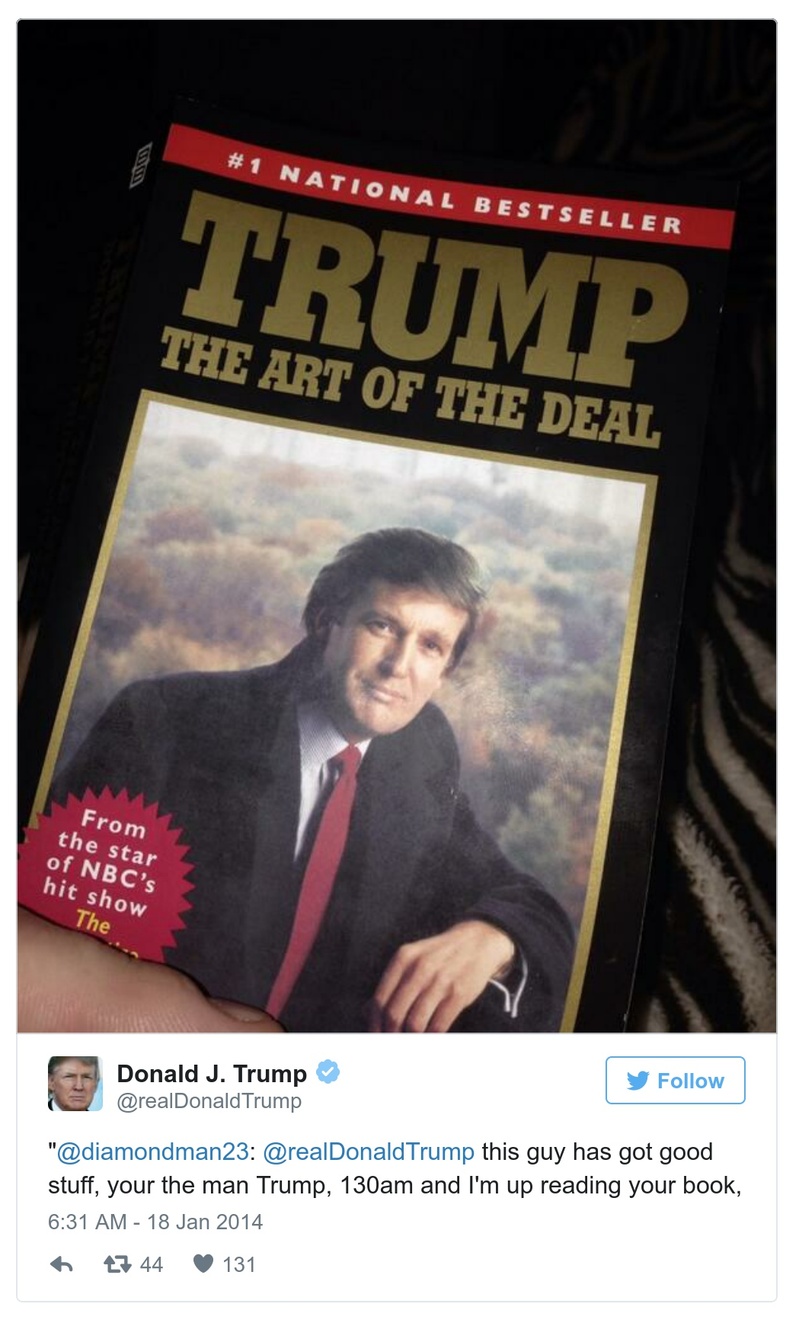 #1 NATIONAL BESTSELLER
TRUMP
THE ART OF THE DEAL
From
the star
of NBC's
hit show
The
Donald J. Trump
@realDonaldTrump
Follow
"@diamondman23: @realDonaldTrump this guy has got good
stuff, your the man Trump, 130am and I'm up reading your book,
6:31 AM - 18 Jan 2014
44
131